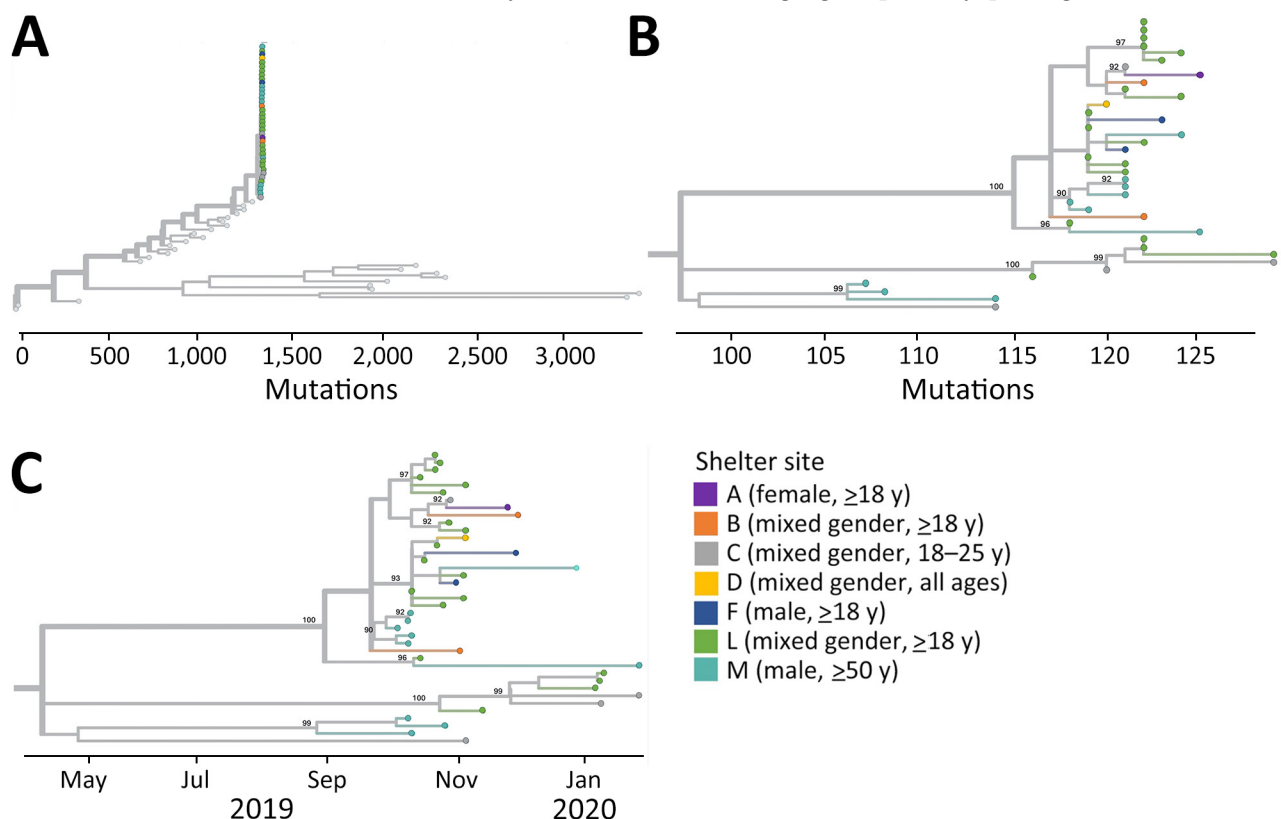 A
0 500 1,000 1,500 2,000 2,500 3,000
Mutations
B
97
92
92
90
100
96
99
100
99
100 105 110 115 120 125
Mutations
C
97
92
92
93
92
100
90
96
99
100
99
May Jul Sep Nov Jan
2019 2020
Shelter site
A (female, ≥18 y)
B (mixed gender, ≥18 y)
C (mixed gender, 18–25 y)
D (mixed gender, all ages)
F (male, ≥18 y)
L (mixed gender, ≥18 y)
M (male, ≥50 y)